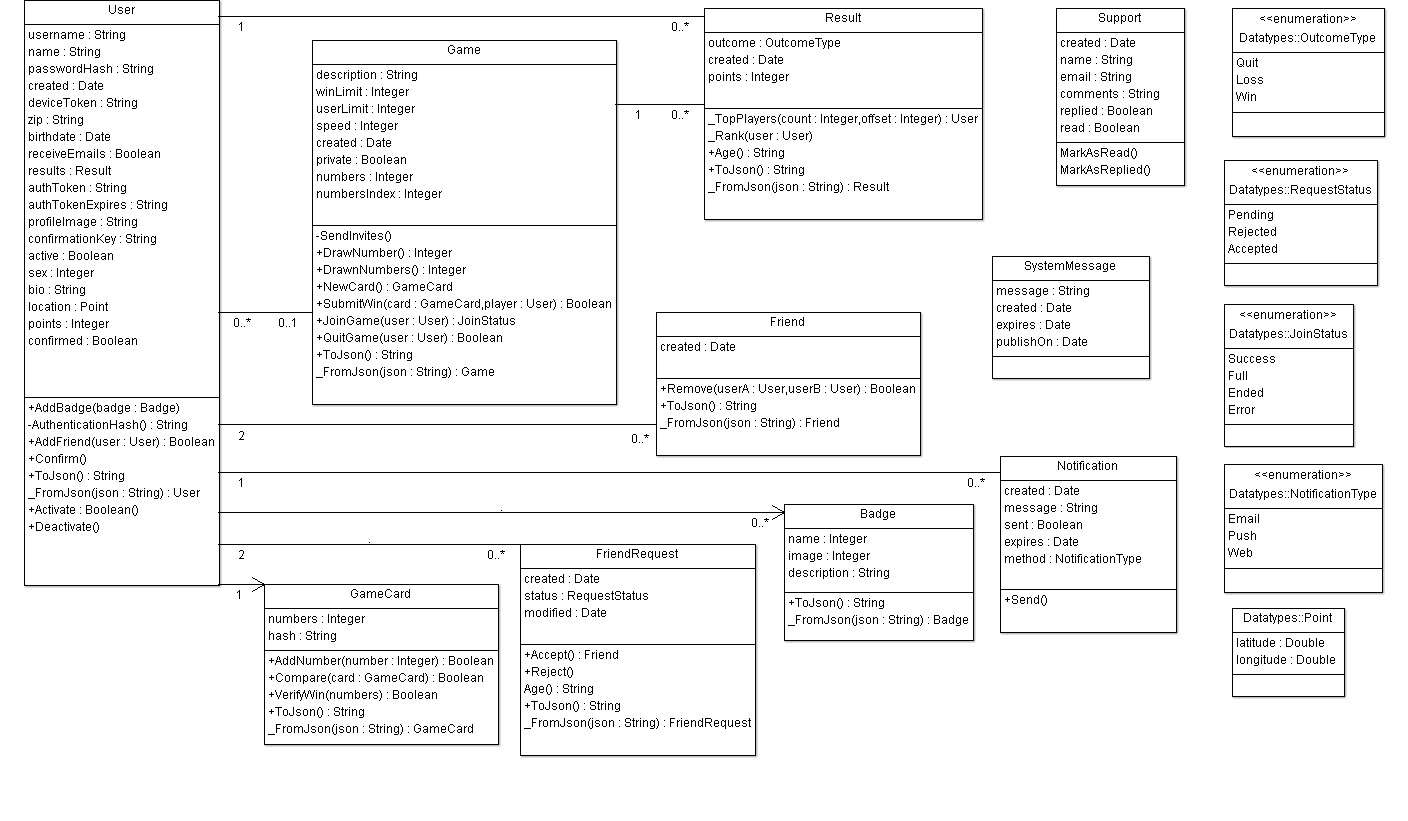 User
username : String
name : String
passwordHash : String
created : Date
deviceToken : String
zip : String
birthdate : Date
receiveEmails : Boolean
results : Result
authToken : String
authTokenExpires : String
profileImage : String
confirmationKey : String
active : Boolean
sex : Integer
bio : String
location : Point
points : Integer
confirmed : Boolean
+AddBadge(badge : Badge)
-AuthenticationHash() : String
+AddFriend(user : User) : Boolean
+Confirm()
+ToJson() : String
_FromJson(json : String) : User
+Activate : Boolean()
+Deactivate()
1
0..*
Game
description : String
winLimit : Integer
userLimit : Integer
speed : Integer
created : Date
private : Boolean
numbers : Integer
numbersIndex : Integer
-SendInvites()
+DrawNumber() : Integer
+DrawnNumbers() : Integer
+NewCard() : GameCard
+SubmitWin(card : GameCard,player : User) : Boolean
+JoinGame(user : User) : JoinStatus
+QuitGame(user : User) : Boolean
+ToJson() : String
_FromJson(json : String) : Game
0..*
0..1
1
0..*
Result
outcome : OutcomeType
created : Date
points : Integer
_TopPlayers(count : Integer,offset : Integer) : User
_Rank(user : User)
+Age() : String
+ToJson() : String
_FromJson(json : String) : Result
Support
created : Date
name : String
email : String
comments : String
replied : Boolean
read : Boolean
MarkAsRead()
MarkAsReplied()
<<enumeration>>
Datatypes::OutcomeType
Quit
Loss
Win
<<enumeration>>
Datatypes::RequestStatus
Pending
Rejected
Accepted
SystemMessage
message : String
created : Date
expires : Date
publishOn : Date
<<enumeration>>
Datatypes::JoinStatus
Success
Full
Ended
Error
Friend
created : Date
+Remove(userA : User,userB : User) : Boolean
+ToJson() : String
_FromJson(json : String) : Friend
2
0..*
1
0..*
Notification
created : Date
message : String
sent : Boolean
expires : Date
method : NotificationType
+Send()
<<enumeration>>
Datatypes::NotificationType
Email
Push
Web
0..*
Badge
name : Integer
image : Integer
description : String
+ToJson() : String
_FromJson(json : String) : Badge
2
0..*
FriendRequest
created : Date
status : RequestStatus
modified : Date
+Accept() : Friend
+Reject()
Age() : String
+ToJson() : String
_FromJson(json : String) : FriendRequest
1
GameCard
numbers : Integer
hash : String
+AddNumber(number : Integer) : Boolean
+Compare(card : GameCard) : Boolean
+VerifyWin(numbers) : Boolean
+ToJson() : String
_FromJson(json : String) : GameCard
Datatypes::Point
latitude : Double
longitude : Double